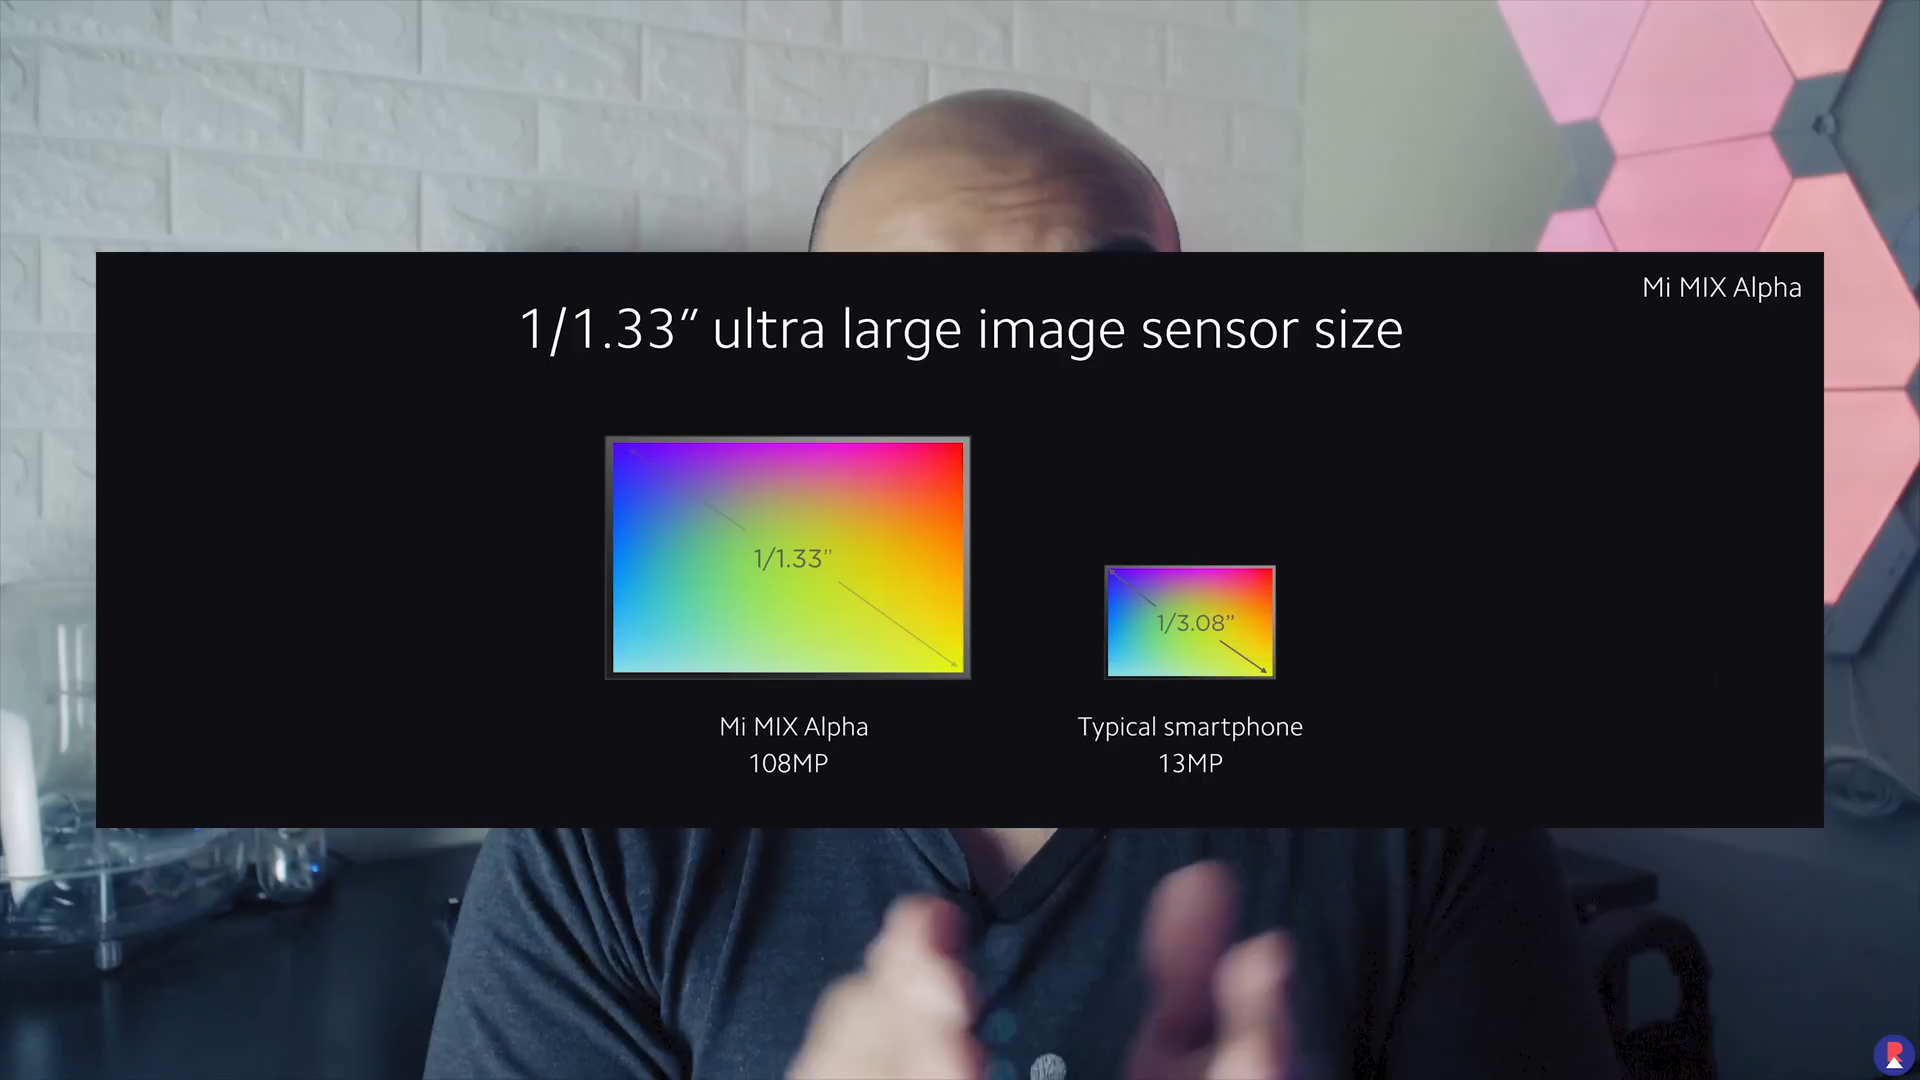 Mi MIX Alpha
1/1.33” ultra large image sensor size
1/1.33”
1/3.08”
Mi MIX Alpha
108MP
Typical smartphone
13MP